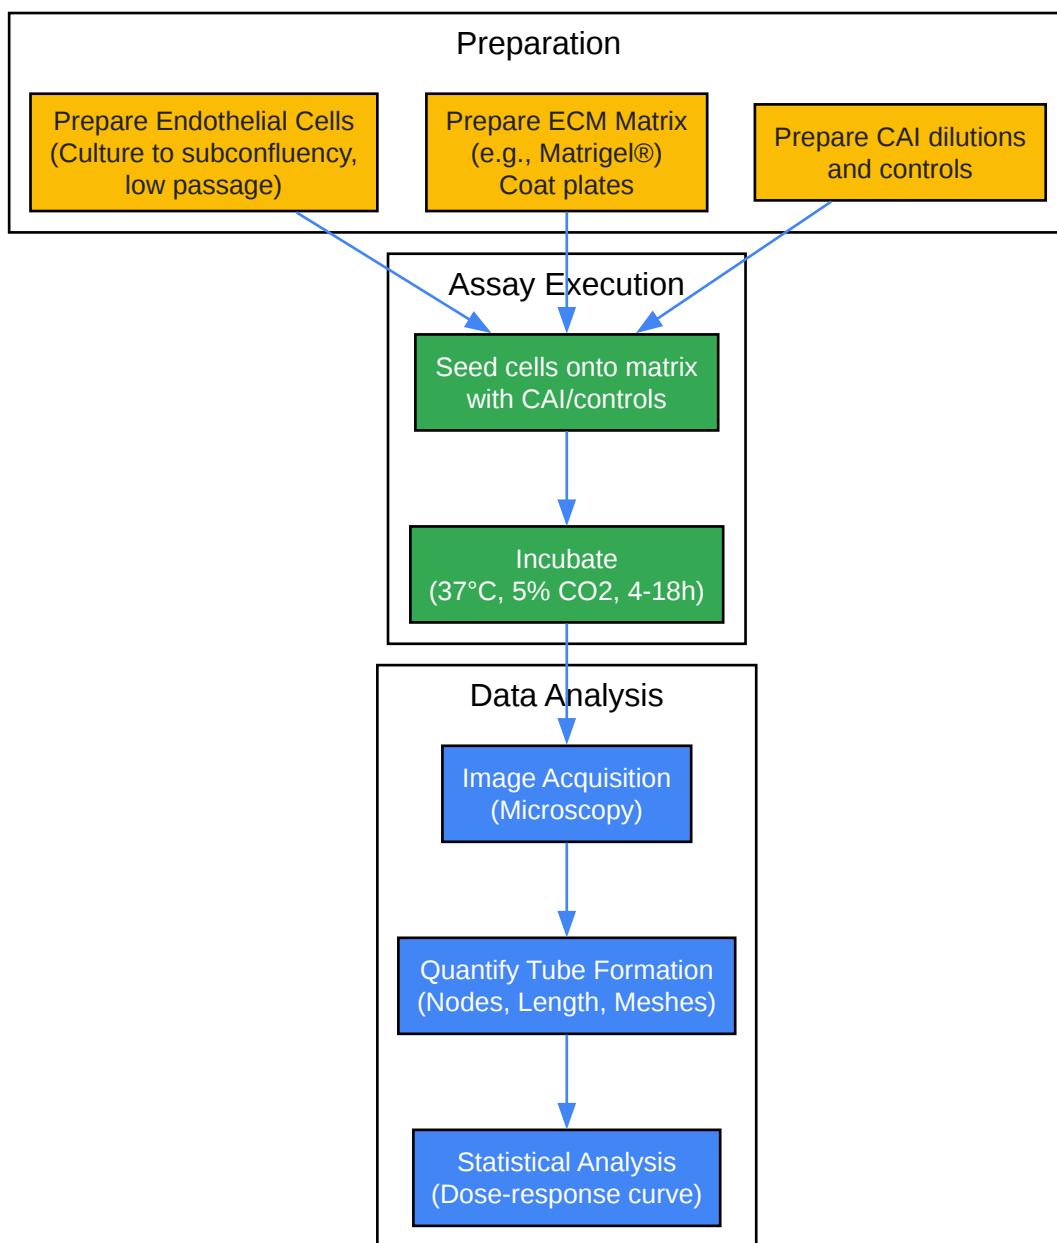 Preparation
Prepare Endothelial Cells
(Culture to subconfluency,
low passage)
Prepare ECM Matrix
(e.g., Matrigel®)
Coat plates
Prepare CAI dilutions
and controls
Assay Execution
Seed cells onto matrix
with CAI/controls
Incubate
(37°C, 5% CO2, 4-18h)
Data Analysis
Image Acquisition
(Microscopy)
Quantify Tube Formation
(Nodes, Length, Meshes)
Statistical Analysis
(Dose-response curve)